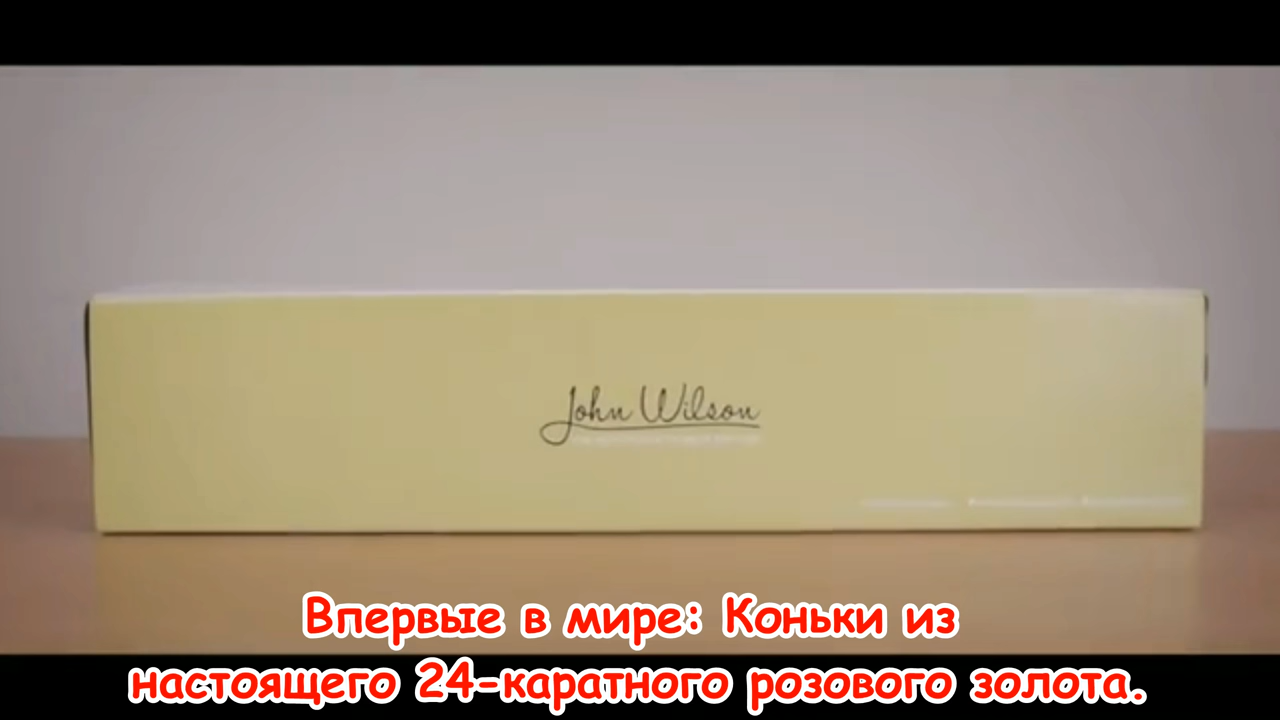 John Wilson
Впервые в мире: Коньки из
настоящего 24-каратного розового золота.